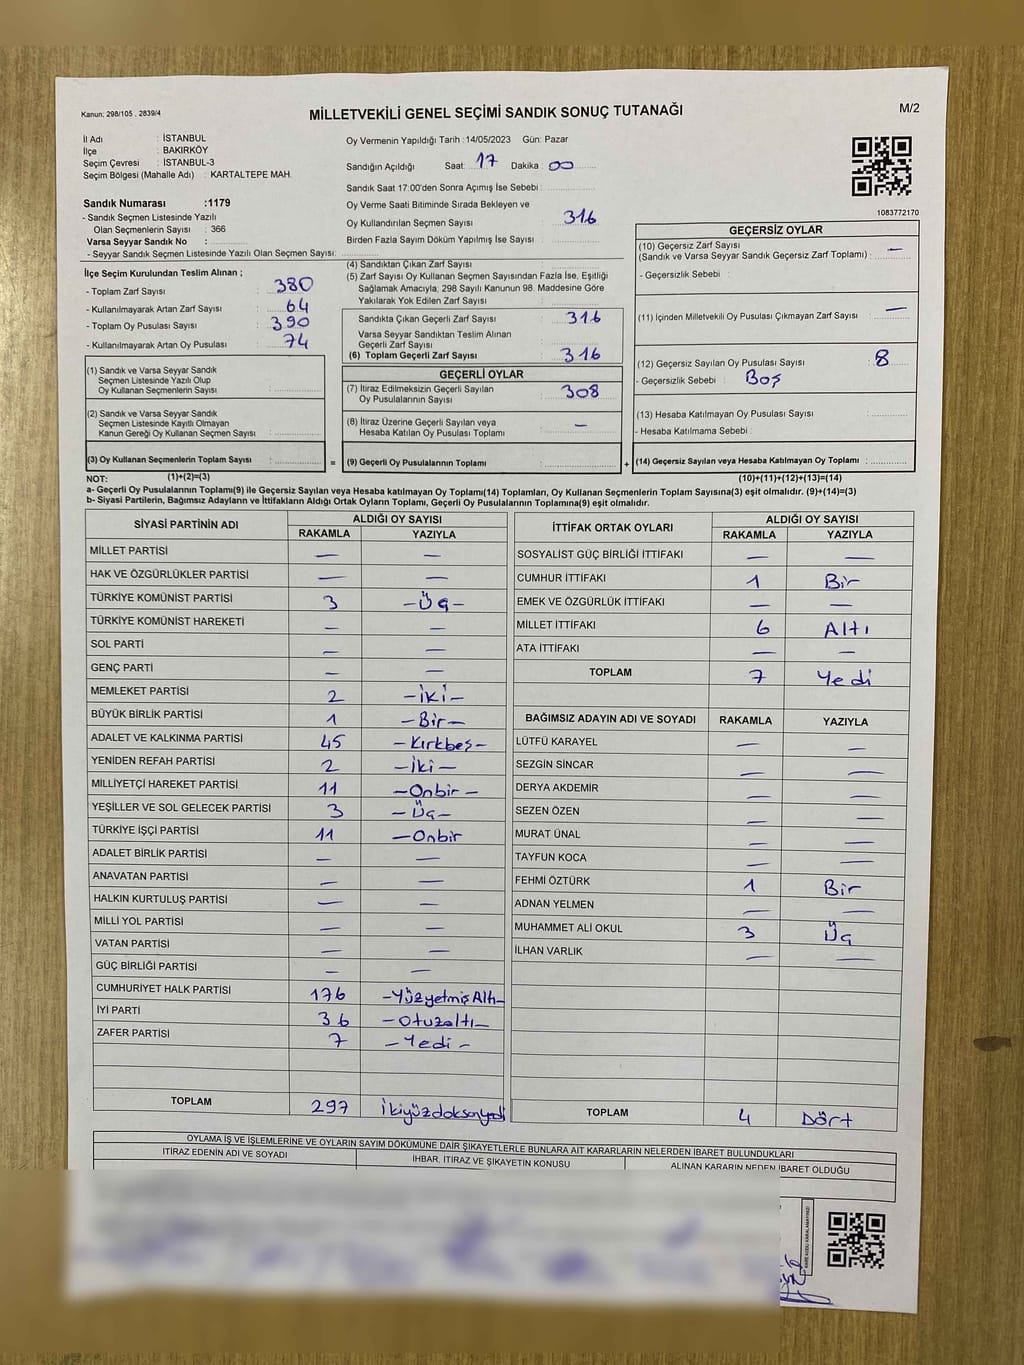 Kanun: 298/105 , 2839/4
MİLLETVEKİLİ GENEL SEÇİMİ SANDIK SONUÇ TUTANAĞI
M/2
İl Adı : İSTANBUL
İlçe : BAKIRKÖY
Seçim Çevresi : İSTANBUL-3
Seçim Bölgesi (Mahalle Adı) : KARTALTEPE MAH.
Sandık Numarası :1179
- Sandık Seçmen Listesinde Yazılı
Olan Seçmenlerin Sayısı : 366
Varsa Seyyar Sandık No :
- Seyyar Sandık Seçmen Listesinde Yazılı Olan Seçmen Sayısı:
İlçe Seçim Kurulundan Teslim Alınan ;
- Toplam Zarf Sayısı : 380
- Kullanılmayarak Artan Zarf Sayısı : 64
- Toplam Oy Pusulası Sayısı : 390
- Kullanılmayarak Artan Oy Pusulası : 74
(1) Sandık ve Varsa Seyyar Sandık
Seçmen Listesinde Yazılı Olup
Oy Kullanan Seçmenlerin Sayısı :
(2) Sandık ve Varsa Seyyar Sandık
Seçmen Listesinde Kayıtlı Olmayan
Kanun Gereği Oy Kullanan Seçmen Sayısı :
(3) Oy Kullanan Seçmenlerin Toplam Sayısı :
Oy Vermenin Yapıldığı Tarih : 14/05/2023 Gün: Pazar
Sandığın Açıldığı Saat: 17 Dakika : 00
Sandık Saat 17:00'den Sonra Açımış İse Sebebi :
Oy Verme Saati Bitiminde Sırada Bekleyen ve
Oy Kullandırılan Seçmen Sayısı : 316
Birden Fazla Sayım Döküm Yapılmış İse Sayısı :
(4) Sandıktan Çıkan Zarf Sayısı :
(5) Zarf Sayısı Oy Kullanan Seçmen Sayısından Fazla İse, Eşitliği
Sağlamak Amacıyla; 298 Sayılı Kanunun 98. Maddesine Göre
Yakılarak Yok Edilen Zarf Sayısı :
Sandıkta Çıkan Geçerli Zarf Sayısı : 316
Varsa Seyyar Sandıktan Teslim Alınan
Geçerli Zarf Sayısı :
(6) Toplam Geçerli Zarf Sayısı : 316
GEÇERLİ OYLAR
(7) İtiraz Edilmeksizin Geçerli Sayılan
Oy Pusulalarının Sayısı : 308
(8) İtiraz Üzerine Geçerli Sayılan veya
Hesaba Katılan Oy Pusulası Toplamı : —
= (9) Geçerli Oy Pusulalarının Toplamı :
1083772170
GEÇERSİZ OYLAR
(10) Geçersiz Zarf Sayısı
(Sandık ve Varsa Seyyar Sandık Geçersiz Zarf Toplamı) : —
- Geçersizlik Sebebi :
(11) İçinden Milletvekili Oy Pusulası Çıkmayan Zarf Sayısı : —
(12) Geçersiz Sayılan Oy Pusulası Sayısı : 8
- Geçersizlik Sebebi : Boş
(13) Hesaba Katılmayan Oy Pusulası Sayısı :
- Hesaba Katılmama Sebebi :
+ (14) Geçersiz Sayılan veya Hesaba Katılmayan Oy Toplamı :
NOT: (1)+(2)=(3) (10)+(11)+(12)+(13)=(14)
a- Geçerli Oy Pusulalarının Toplamı(9) ile Geçersiz Sayılan veya Hesaba katılmayan Oy Toplamı(14) Toplamları, Oy Kullanan Seçmenlerin Toplam Sayısına(3) eşit olmalıdır. (9)+(14)=(3)
b- Siyasi Partilerin, Bağımsız Adayların ve İttifakların Aldığı Ortak Oyların Toplamı, Geçerli Oy Pusulalarının Toplamına(9) eşit olmalıdır.
SİYASİ PARTİNİN ADI ALDIĞI OY SAYISI
RAKAMLA YAZIYLA
MİLLET PARTİSİ — —
HAK VE ÖZGÜRLÜKLER PARTİSİ — —
TÜRKİYE KOMÜNİST PARTİSİ 3 —Üç—
TÜRKİYE KOMÜNİST HAREKETİ — —
SOL PARTİ — —
GENÇ PARTİ — —
MEMLEKET PARTİSİ 2 —iki—
BÜYÜK BİRLİK PARTİSİ 1 —Bir—
ADALET VE KALKINMA PARTİSİ 45 —Kırkbeş—
YENİDEN REFAH PARTİSİ 2 —iki—
MİLLİYETÇİ HAREKET PARTİSİ 11 —Onbir—
YEŞİLLER VE SOL GELECEK PARTİSİ 3 —Üç—
TÜRKİYE İŞÇİ PARTİSİ 11 —Onbir
ADALET BİRLİK PARTİSİ — —
ANAVATAN PARTİSİ — —
HALKIN KURTULUŞ PARTİSİ — —
MİLLİ YOL PARTİSİ — —
VATAN PARTİSİ — —
GÜÇ BİRLİĞİ PARTİSİ — —
CUMHURİYET HALK PARTİSİ 176 —YüzyetmişAltı—
İYİ PARTİ 36 —otuzaltı—
ZAFER PARTİSİ 7 —Yedi—
TOPLAM 297 ikiyüzdoksanyedi
İTTİFAK ORTAK OYLARI ALDIĞI OY SAYISI
RAKAMLA YAZIYLA
SOSYALİST GÜÇ BİRLİĞİ İTTİFAKI — —
CUMHUR İTTİFAKI 1 Bir
EMEK VE ÖZGÜRLÜK İTTİFAKI — —
MİLLET İTTİFAKI 6 Altı
ATA İTTİFAKI — —
TOPLAM 7 Yedi
BAĞIMSIZ ADAYIN ADI VE SOYADI RAKAMLA YAZIYLA
LÜTFÜ KARAYEL — —
SEZGİN SİNCAR — —
DERYA AKDEMİR — —
SEZEN ÖZEN — —
MURAT ÜNAL — —
TAYFUN KOCA — —
FEHMİ ÖZTÜRK 1 Bir
ADNAN YELMEN — —
MUHAMMET ALİ OKUL 3 Üç
İLHAN VARLIK — —
TOPLAM 4 Dört
OYLAMA İŞ VE İŞLEMLERİNE VE OYLARIN SAYIM DÖKÜMÜNE DAİR ŞİKAYETLERLE BUNLARA AİT KARARLARIN NELERDEN İBARET BULUNDUKLARI
İTİRAZ EDENİN ADI VE SOYADI İHBAR, İTİRAZ VE ŞİKAYETİN KONUSU ALINAN KARARIN NEDEN İBARET OLDUĞU